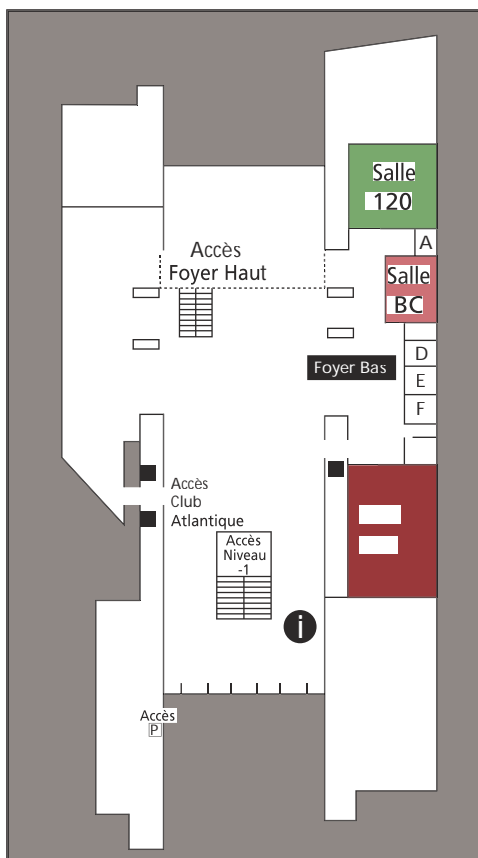 Salle
120
A
Accès
Foyer Haut
Salle
BC
D
Foyer Bas
E
F
Accès
Club
Atlantique
Accès
Niveau
-1
i
Accès
P